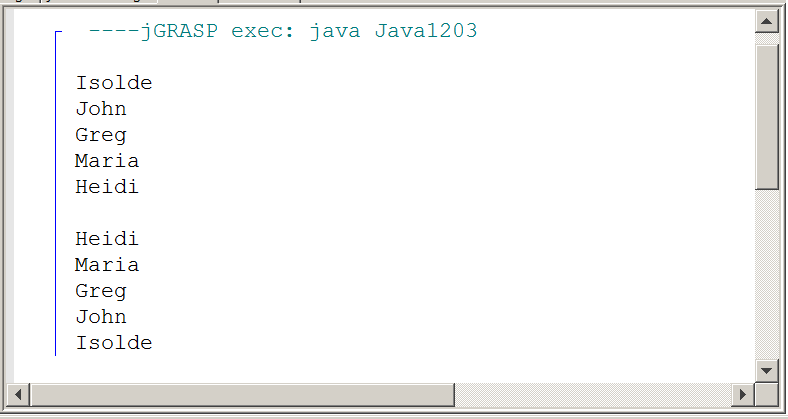 ----jGRASP exec: java Java1203
Isolde
John
Greg
Maria
Heidi
Heidi
Maria
Greg
John
Isolde